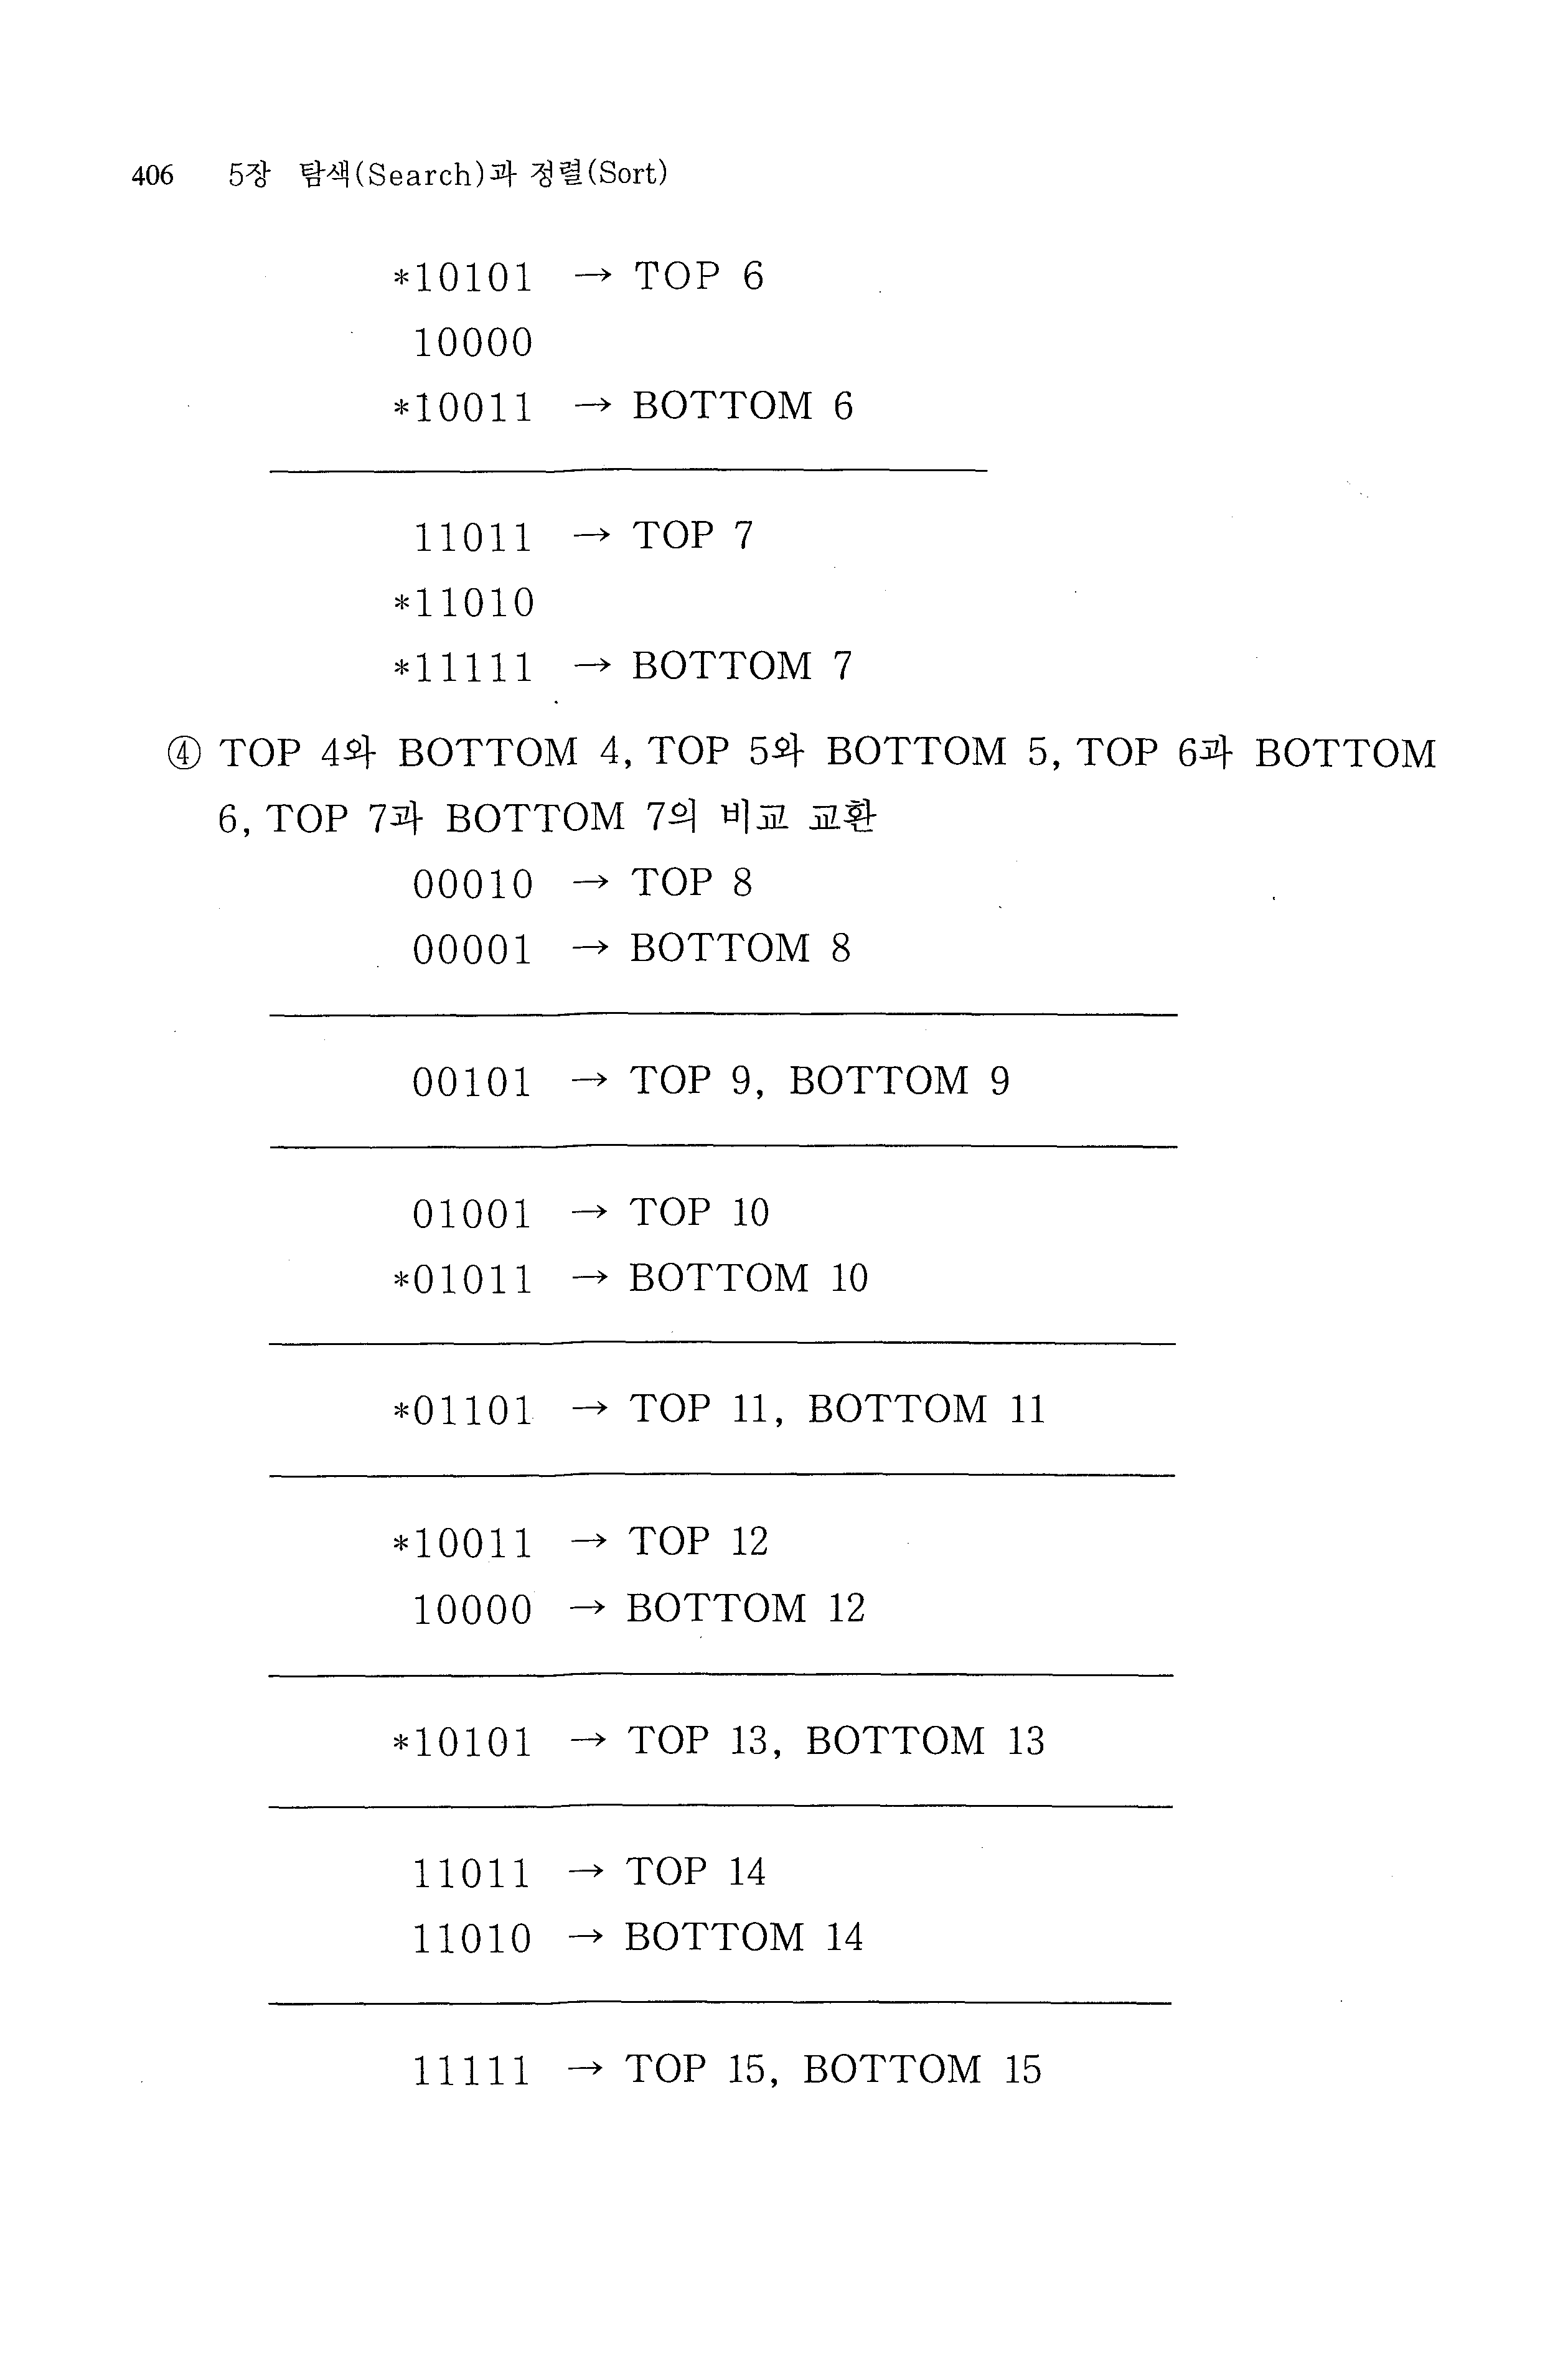 406 5장 탐색(Search)과 정렬(Sort)
*10101 → TOP 6
10000
*10011 → BOTTOM 6
11011 → TOP 7
*11010
*11111 → BOTTOM 7
④ TOP 4와 BOTTOM 4, TOP 5와 BOTTOM 5, TOP 6과 BOTTOM
6, TOP 7과 BOTTOM 7의 비교 교환
00010 → TOP 8
00001 → BOTTOM 8
00101 → TOP 9, BOTTOM 9
01001 → TOP 10
*01011 → BOTTOM 10
*01101 → TOP 11, BOTTOM 11
*10011 → TOP 12
10000 → BOTTOM 12
*10101 → TOP 13, BOTTOM 13
11011 → TOP 14
11010 → BOTTOM 14
11111 → TOP 15, BOTTOM 15